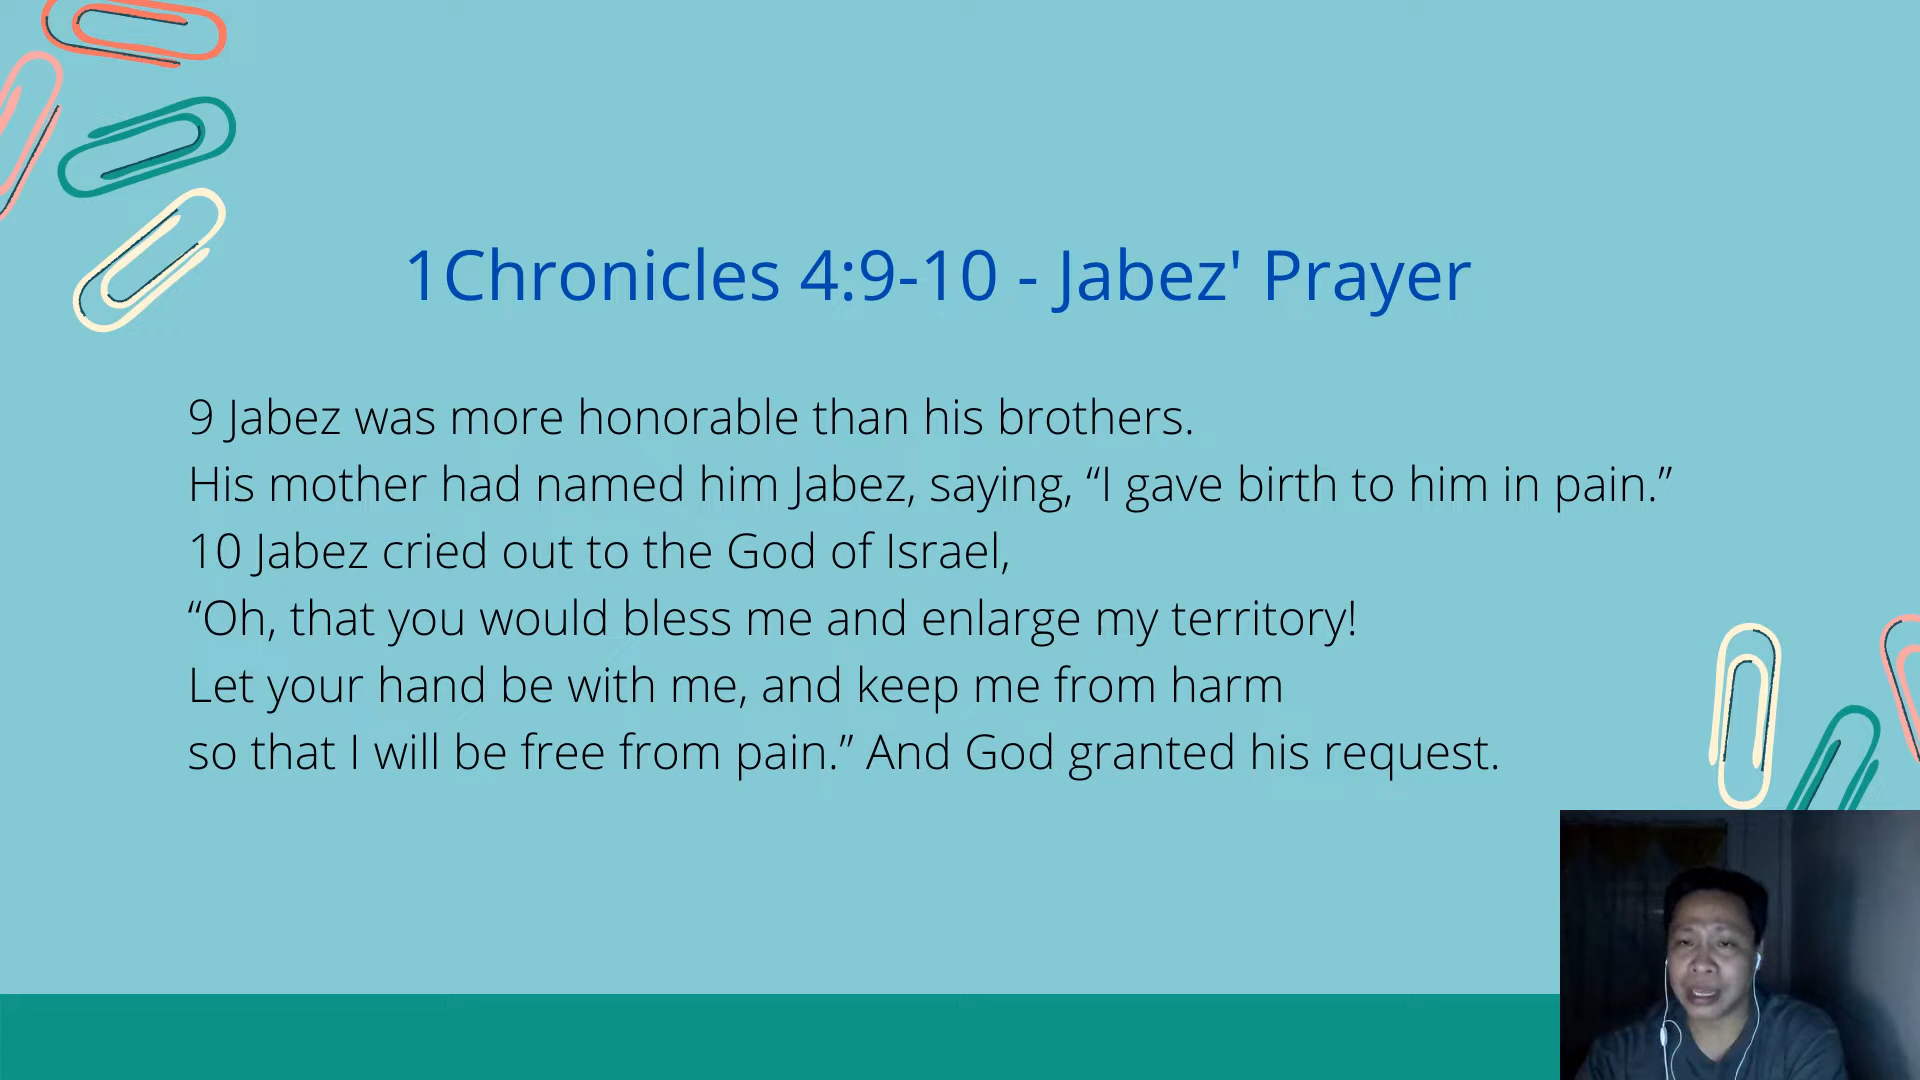 1Chronicles 4:9-10 - Jabez' Prayer
9 Jabez was more honorable than his brothers.
His mother had named him Jabez, saying, “I gave birth to him in pain.”
10 Jabez cried out to the God of Israel,
“Oh, that you would bless me and enlarge my territory!
Let your hand be with me, and keep me from harm
so that I will be free from pain.” And God granted his request.